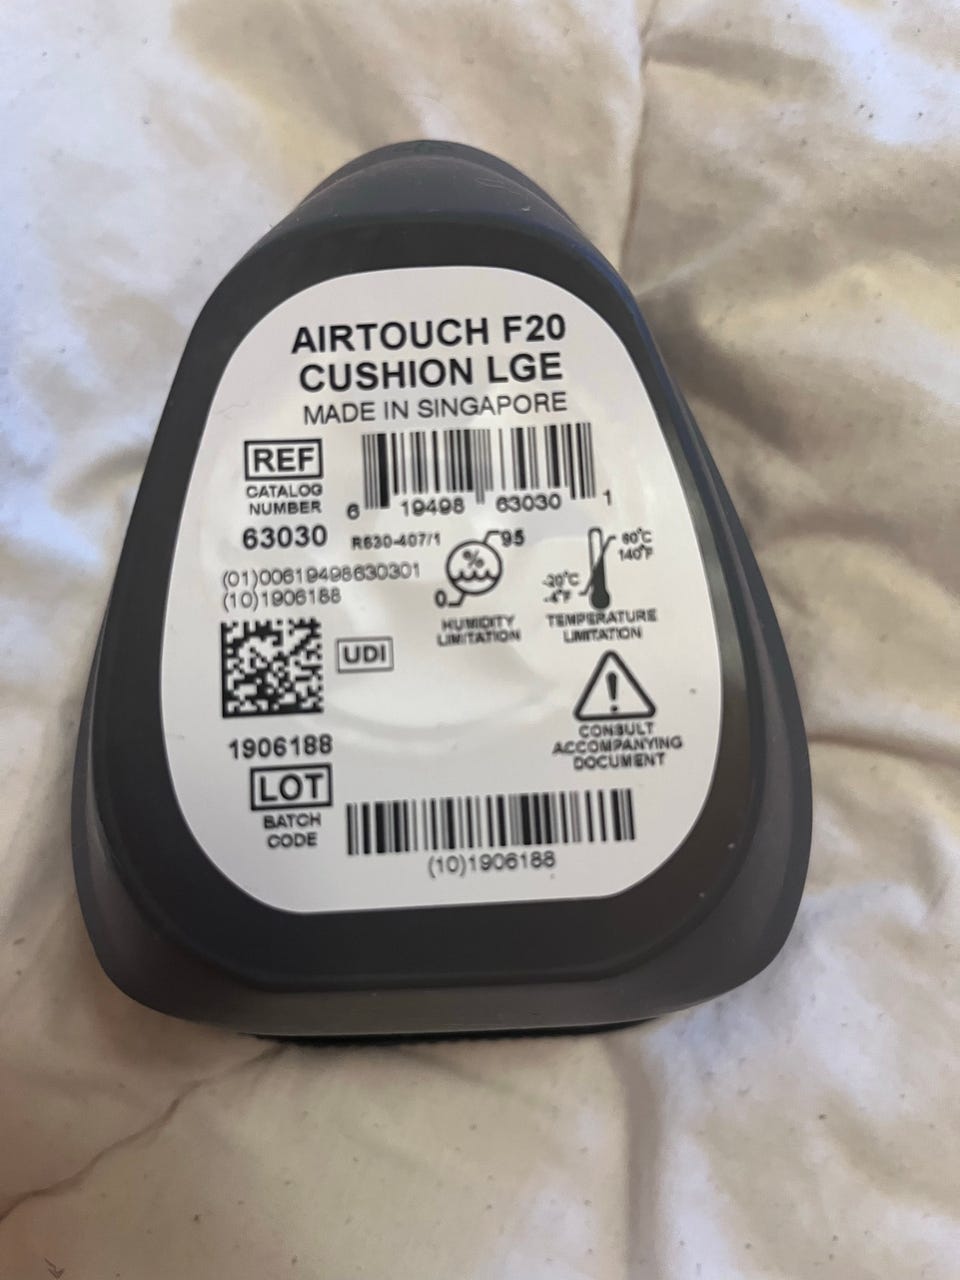 AIRTOUCH F20
CUSHION LGE
MADE IN SINGAPORE
REF
CATALOG
NUMBER
63030
6 19498 63030 1
R630-407/1
(01)00619498630301
(10)1906188
95
%
0
HUMIDITY
LIMITATION
60°C
140°F
-20°C
-4°F
TEMPERATURE
LIMITATION
UDI
CONSULT
ACCOMPANYING
DOCUMENT
1906188
LOT
BATCH
CODE
(10)1906188